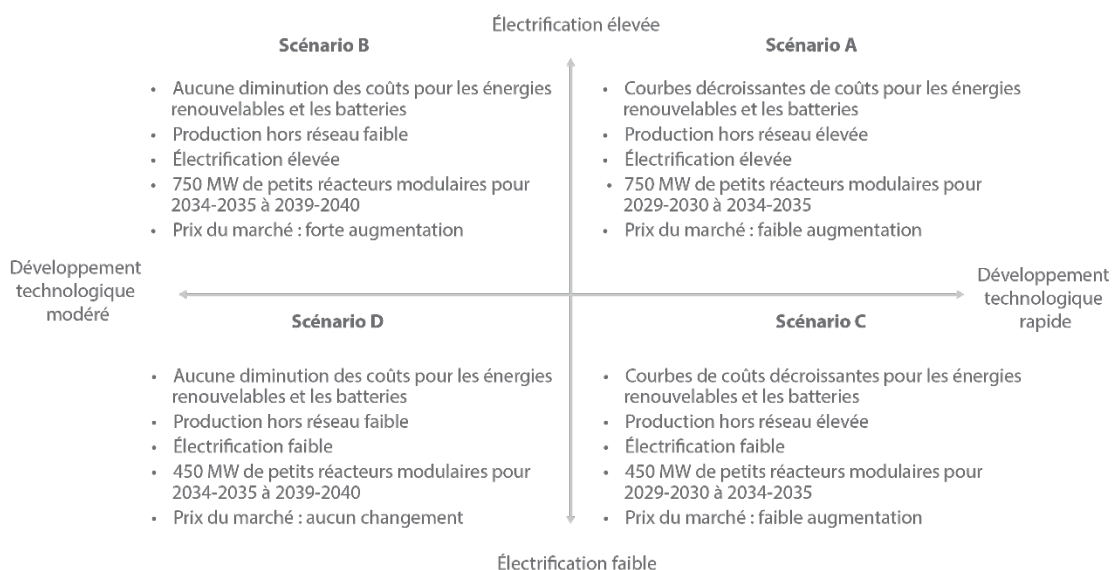 Électrification élevée
Scénario B
• Aucune diminution des coûts pour les énergies
renouvelables et les batteries
• Production hors réseau faible
• Électrification élevée
• 750 MW de petits réacteurs modulaires pour
2034-2035 à 2039-2040
• Prix du marché : forte augmentation
Scénario A
• Courbes décroissantes de coûts pour les énergies
renouvelables et les batteries
• Production hors réseau élevée
• Électrification élevée
• 750 MW de petits réacteurs modulaires pour
2029-2030 à 2034-2035
• Prix du marché : faible augmentation
Développement
technologique
modéré
Développement
technologique
rapide
Scénario D
• Aucune diminution des coûts pour les énergies
renouvelables et les batteries
• Production hors réseau faible
• Électrification faible
• 450 MW de petits réacteurs modulaires pour
2034-2035 à 2039-2040
• Prix du marché : aucun changement
Scénario C
• Courbes de coûts décroissantes pour les énergies
renouvelables et les batteries
• Production hors réseau élevée
• Électrification faible
• 450 MW de petits réacteurs modulaires pour
2029-2030 à 2034-2035
• Prix du marché : faible augmentation
Électrification faible